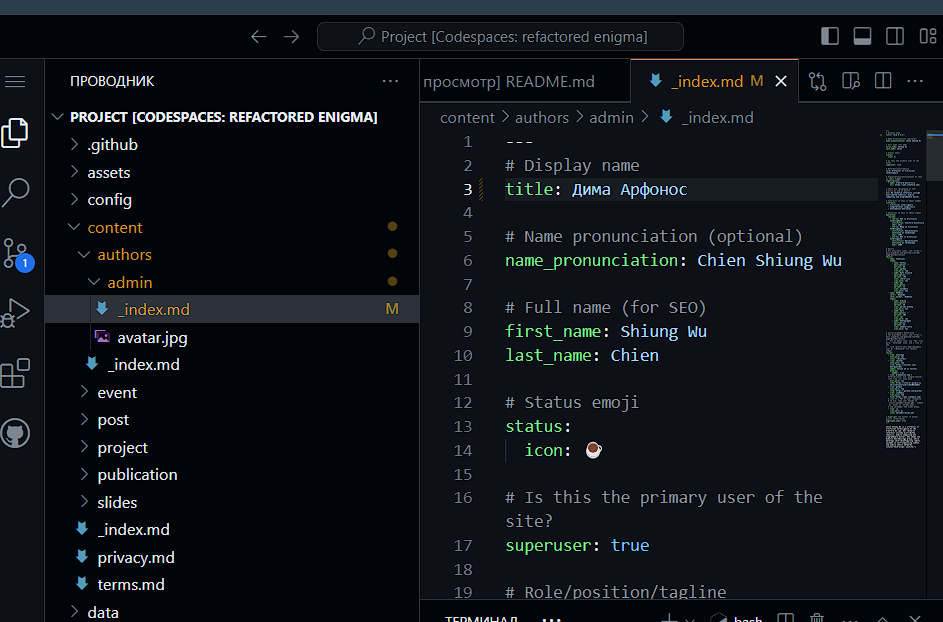 Project [Codespaces: refactored enigma]
ПРОВОДНИК
PROJECT [CODESPACES: REFACTORED ENIGMA]
.github
assets
config
content
authors
admin
_index.md M
avatar.jpg
_index.md
event
post
project
publication
slides
_index.md
privacy.md
terms.md
data
1
просмотр] README.md
_index.md M
content > authors > admin > _index.md
1 ---
2 # Display name
3 title: Дима Арфонос
4
5 # Name pronunciation (optional)
6 name_pronunciation: Chien Shiung Wu
7
8 # Full name (for SEO)
9 first_name: Shiung Wu
10 last_name: Chien
11
12 # Status emoji
13 status:
14 icon: ☕
15
16 # Is this the primary user of the
site?
17 superuser: true
18
19 # Role/position/tagline
ТЕРМИНАЛ
bash